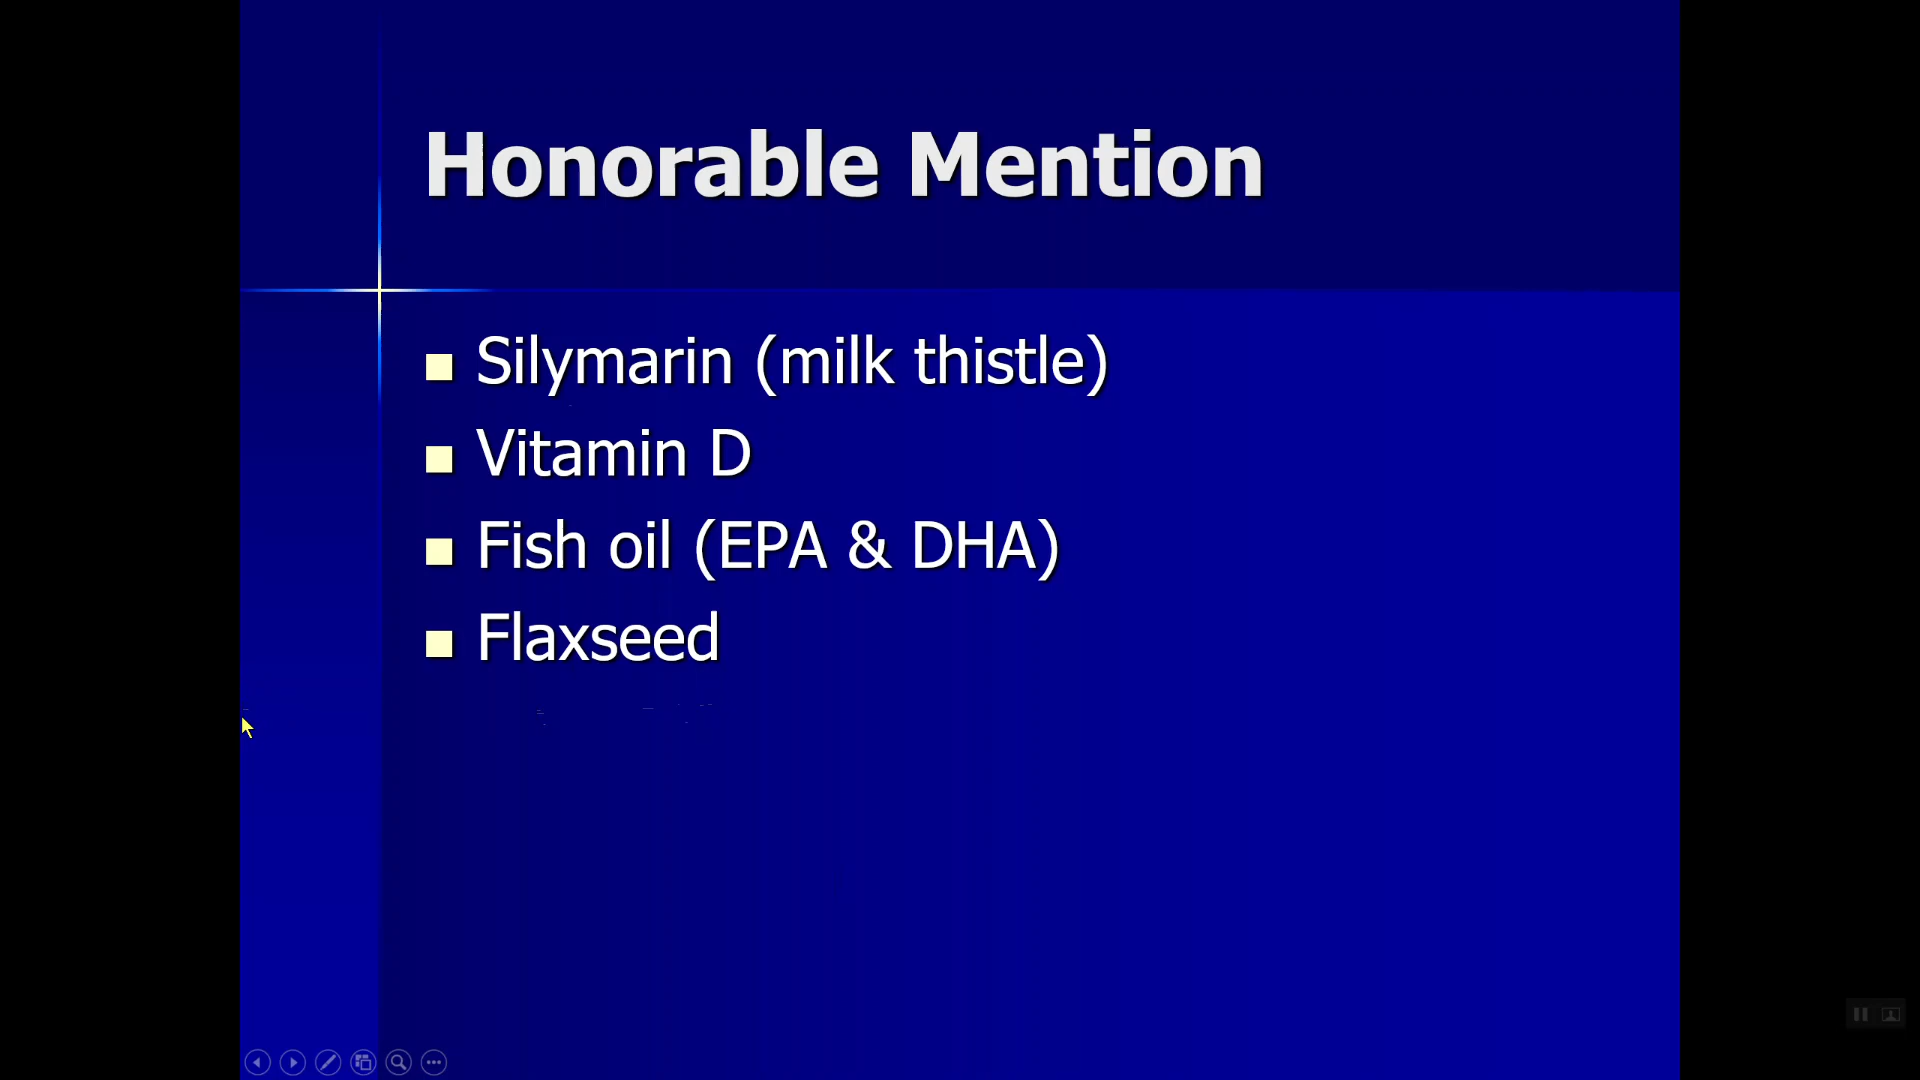 Honorable Mention
Silymarin (milk thistle)
Vitamin D
Fish oil (EPA & DHA)
Flaxseed